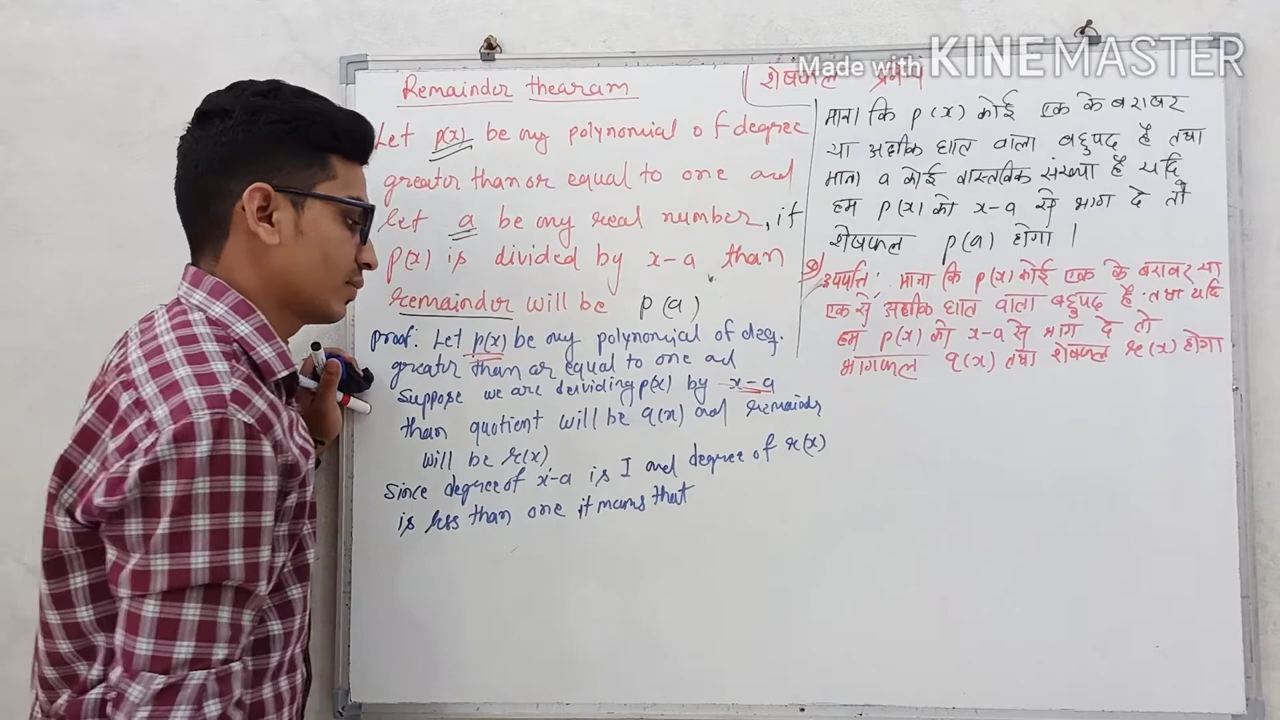 Made with KINEMASTER
Remainder thearam
Let p(x) be any polynomial of degree
greater than or equal to one and
let a be any real number, if
p(x) is divided by x-a than
remainder will be p(a)
proof: Let p(x) be any polynomial of deg.
greater than or equal to one and
Suppose we are deviding p(x) by x-a
than quotient will be q(x) and remainder
will be r(x)
Since degree of x-a is I and degree of r(x)
is less than one it means that
शेषफल प्रमेय
माना कि p(x) कोई एक के बराबर
या अधिक घात वाला बहुपद है तथा
माना a कोई वास्तविक संख्या है यदि
हम p(x) को x-a से भाग दे तो
शेषफल p(a) होगा |
उपपत्ति: माना कि p(x) कोई एक के बराबर या
एक से अधिक घात वाला बहुपद है तथा यदि
हम p(x) को x-a से भाग दे तो
भागफल q(x) तथा शेषफल r(x) होगा